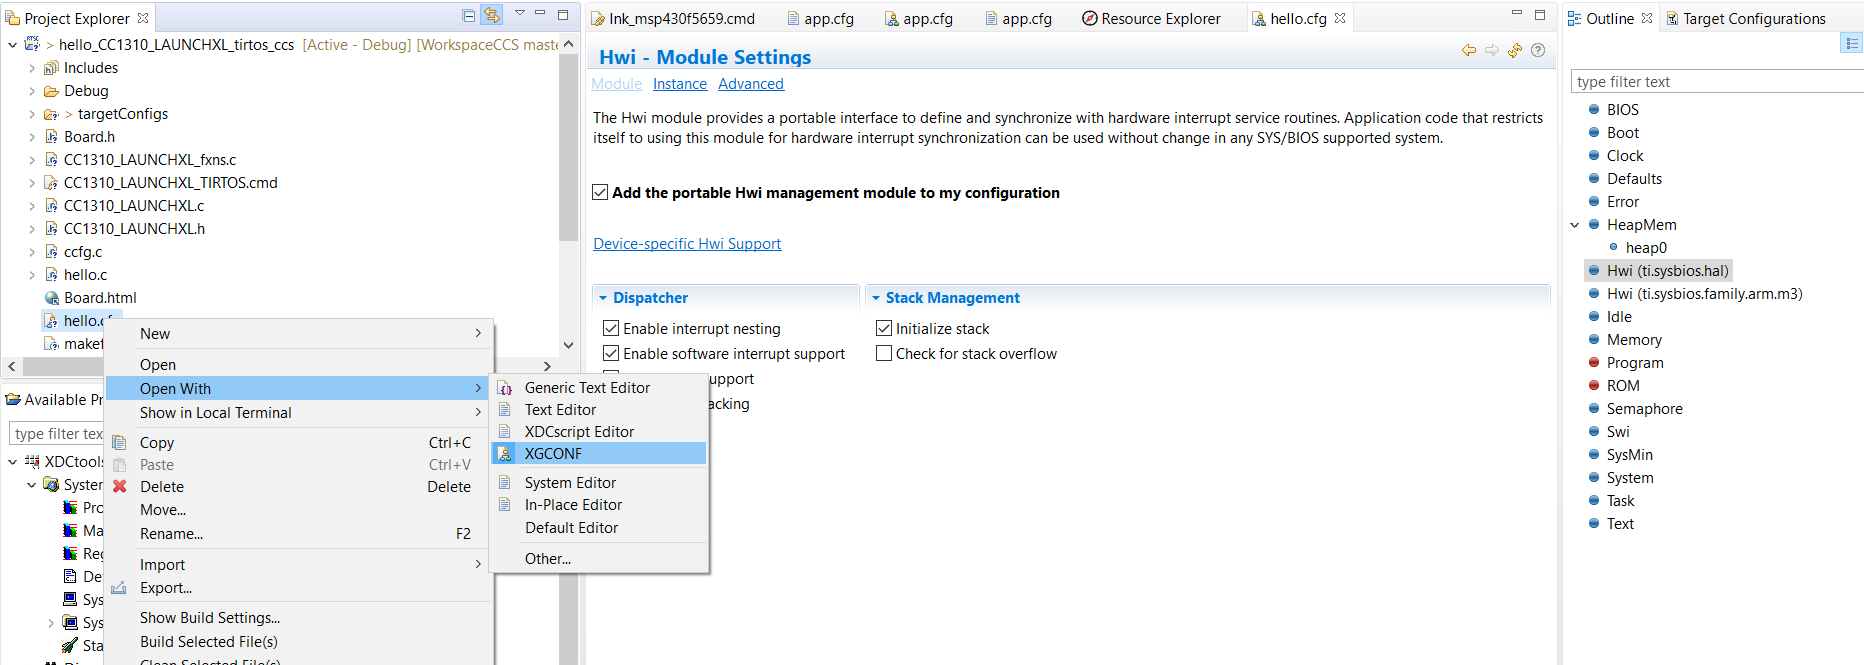 Project Explorer
> hello_CC1310_LAUNCHXL_tirtos_ccs [Active - Debug] [WorkspaceCCS maste
Includes
Debug
> targetConfigs
Board.h
CC1310_LAUNCHXL_fxns.c
CC1310_LAUNCHXL_TIRTOS.cmd
CC1310_LAUNCHXL.c
CC1310_LAUNCHXL.h
ccfg.c
hello.c
Board.html
hello.cf
makef
Available Pr
type filter tex
XDCtools
System
Pro
Ma
Reg
De
Sys
Sys
Sta
New
Open
Open With
Show in Local Terminal
Copy Ctrl+C
Paste Ctrl+V
Delete Delete
Move...
Rename... F2
Import
Export...
Show Build Settings...
Build Selected File(s)
Clean Selected File(s)
Generic Text Editor
Text Editor
XDCscript Editor
XGCONF
System Editor
In-Place Editor
Default Editor
Other...
lnk_msp430f5659.cmd
app.cfg
app.cfg
app.cfg
Resource Explorer
hello.cfg
Hwi - Module Settings
Module Instance Advanced
The Hwi module provides a portable interface to define and synchronize with hardware interrupt service routines. Application code that restricts
itself to using this module for hardware interrupt synchronization can be used without change in any SYS/BIOS supported system.
Add the portable Hwi management module to my configuration
Device-specific Hwi Support
Dispatcher
Enable interrupt nesting
Enable software interrupt support
upport
acking
Stack Management
Initialize stack
Check for stack overflow
Outline
Target Configurations
type filter text
BIOS
Boot
Clock
Defaults
Error
HeapMem
heap0
Hwi (ti.sysbios.hal)
Hwi (ti.sysbios.family.arm.m3)
Idle
Memory
Program
ROM
Semaphore
Swi
SysMin
System
Task
Text